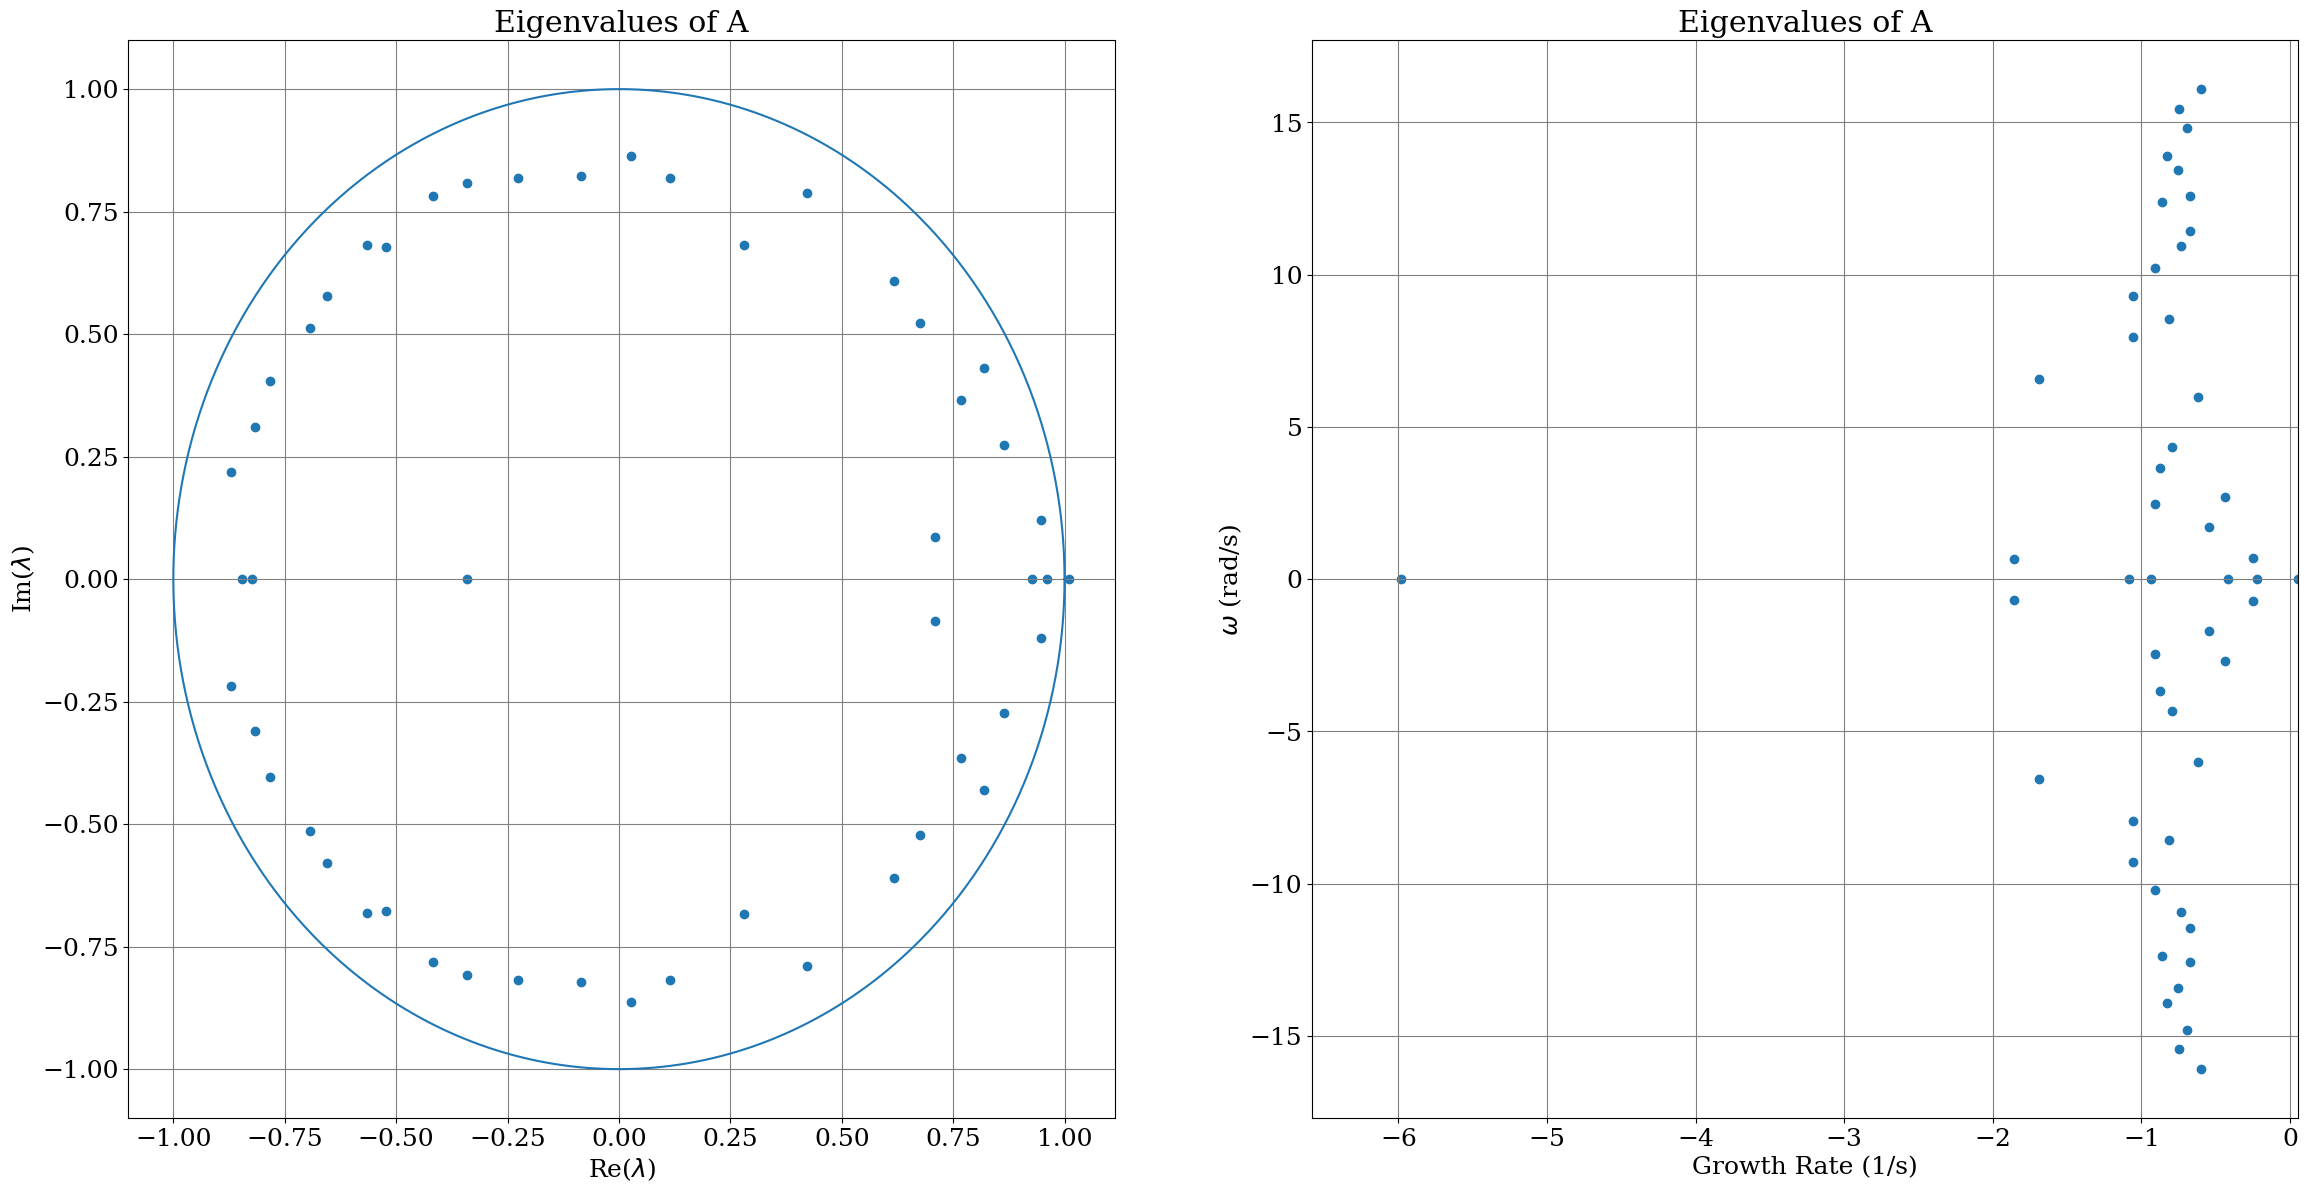 Eigenvalues of A
1.00
0.75
0.50
0.25
0.00
−0.25
−0.50
−0.75
−1.00
Im(λ)
−1.00 −0.75 −0.50 −0.25 0.00 0.25 0.50 0.75 1.00
Re(λ)
Eigenvalues of A
15
10
5
0
−5
−10
−15
ω (rad/s)
−6 −5 −4 −3 −2 −1 0
Growth Rate (1/s)